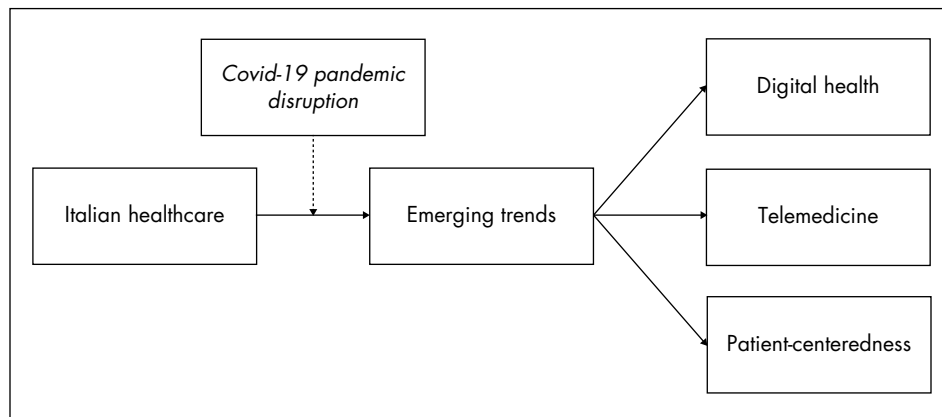 Covid-19 pandemic
disruption
Digital health
Italian healthcare
Emerging trends
Telemedicine
Patient-centeredness